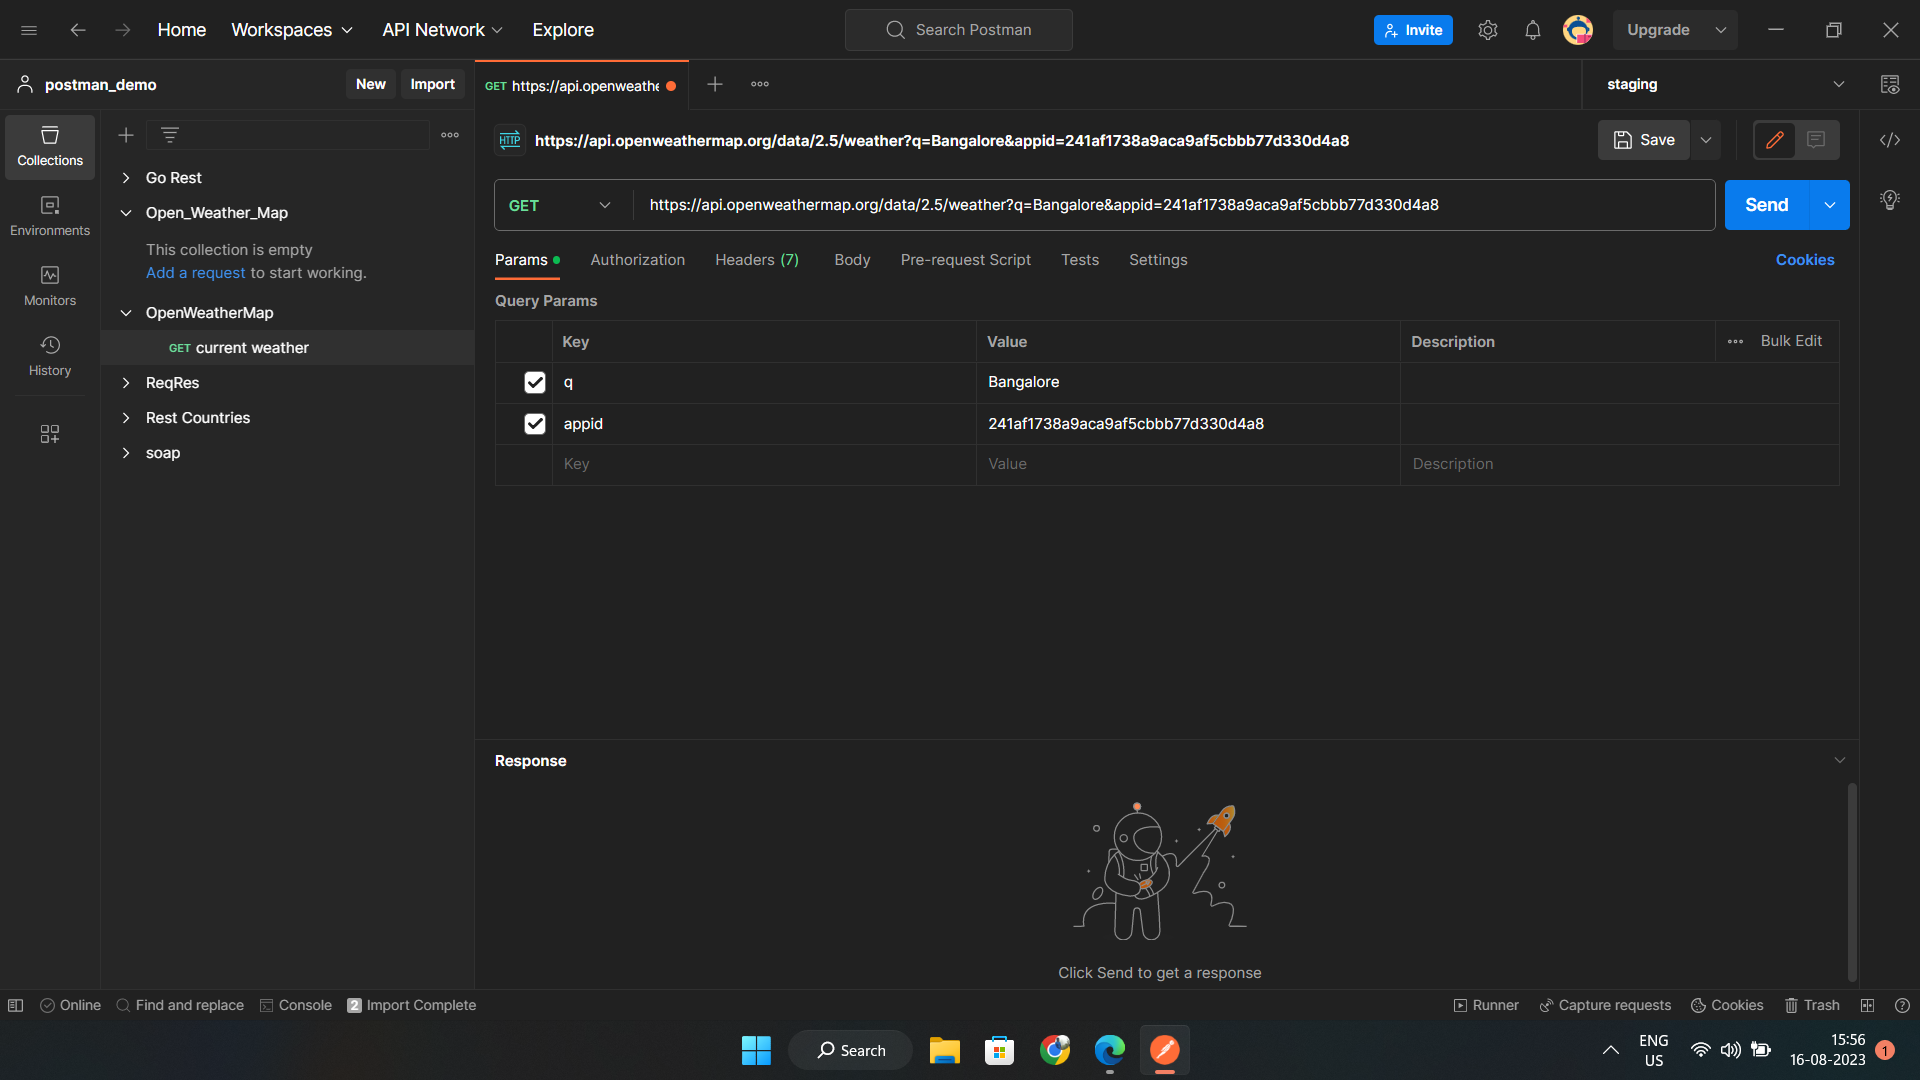 Home Workspaces API Network Explore Search Postman Invite Upgrade
postman_demo New Import GET https://api.openweathe staging
HTTP https://api.openweathermap.org/data/2.5/weather?q=Bangalore&appid=241af1738a9aca9af5cbbb77d330d4a8 Save
Collections
Go Rest
GET https://api.openweathermap.org/data/2.5/weather?q=Bangalore&appid=241af1738a9aca9af5cbbb77d330d4a8 Send
Open_Weather_Map
Environments
This collection is empty
Add a request to start working.
Params Authorization Headers (7) Body Pre-request Script Tests Settings Cookies
Monitors
Query Params
OpenWeatherMap
Key Value Description Bulk Edit
GET current weather
History
ReqRes
q Bangalore
Rest Countries
appid 241af1738a9aca9af5cbbb77d330d4a8
soap
Key Value Description
Response
Click Send to get a response
Online Find and replace Console 2 Import Complete Runner Capture requests Cookies Trash
Search
ENG
US
15:56
16-08-2023
1